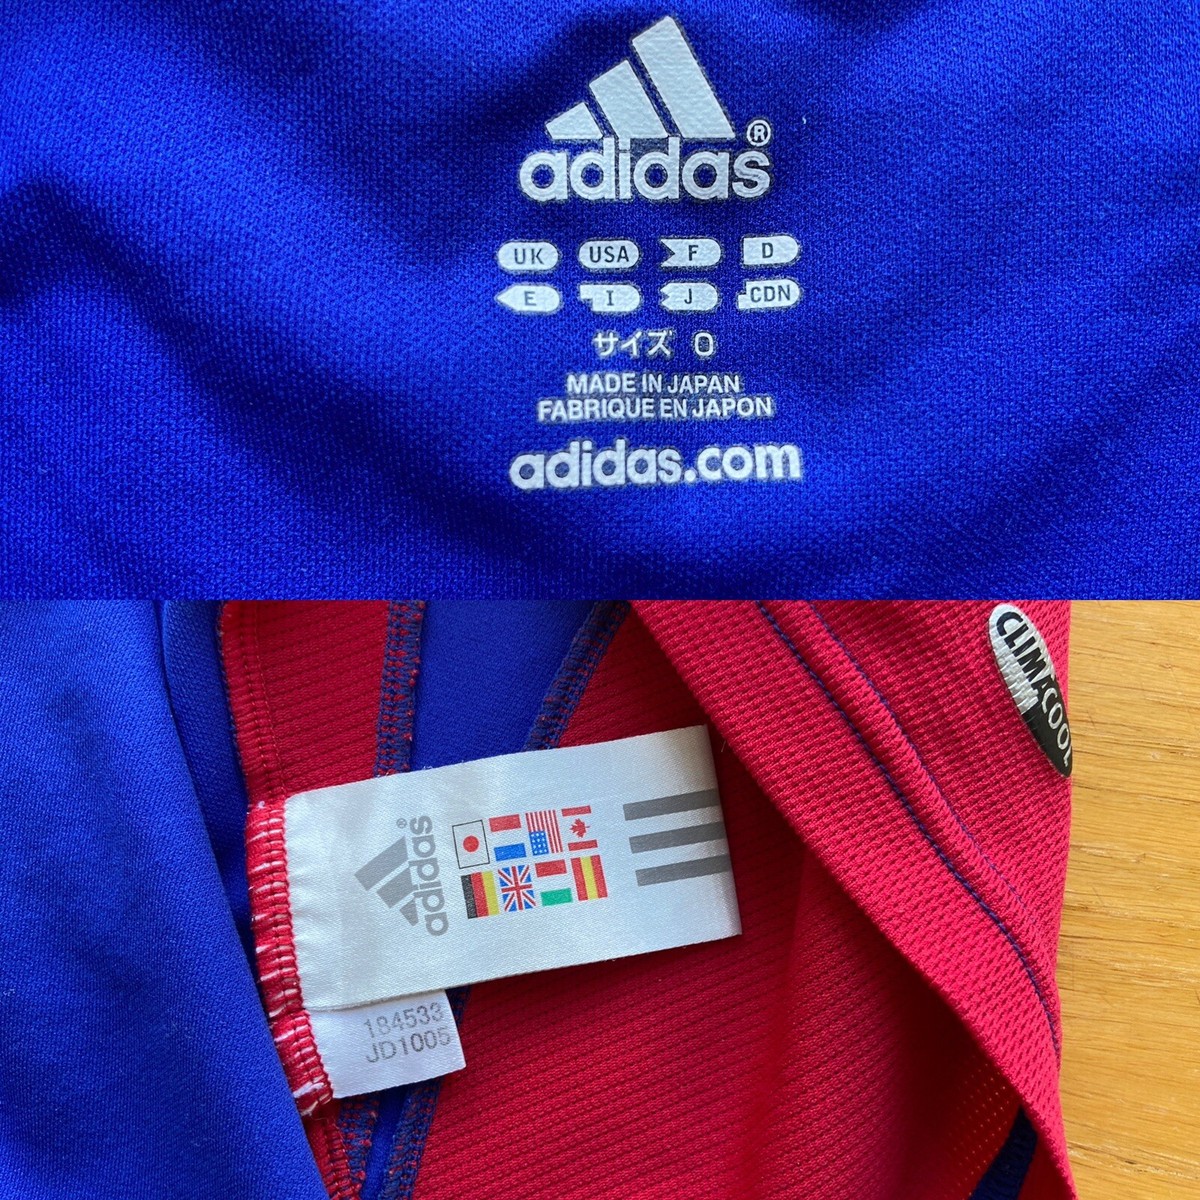 adidas®
UK USA F D
E I J CDN
サイズ O
MADE IN JAPAN
FABRIQUE EN JAPON
adidas.com
CLIMACOOL
adidas®
184533
JD1005